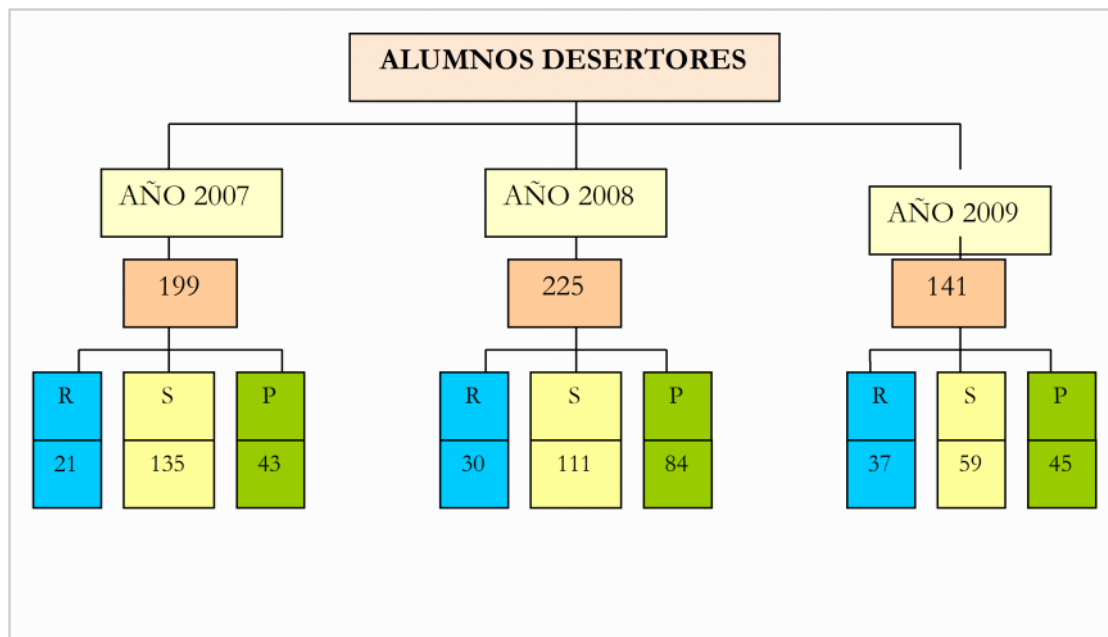 ALUMNOS DESERTORES
AÑO 2007
AÑO 2008
AÑO 2009
199
225
141
R
S
P
R
S
P
R
S
P
21
135
43
30
111
84
37
59
45